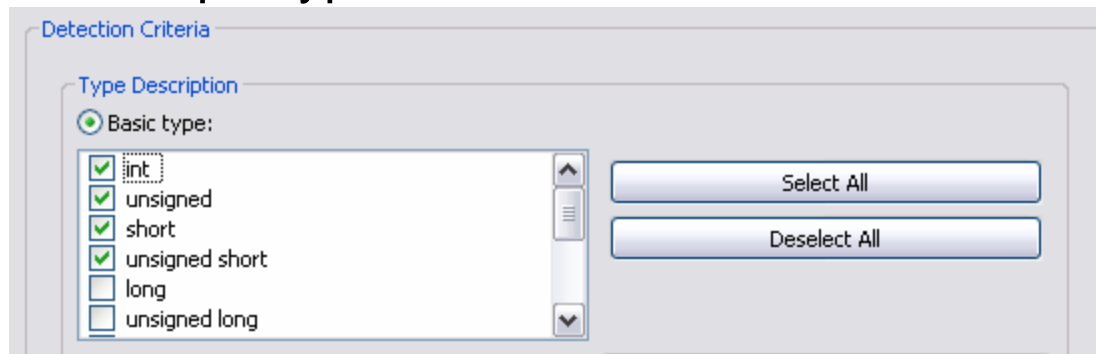 Detection Criteria
Type Description
Basic type:
int
unsigned
short
unsigned short
long
unsigned long
Select All
Deselect All